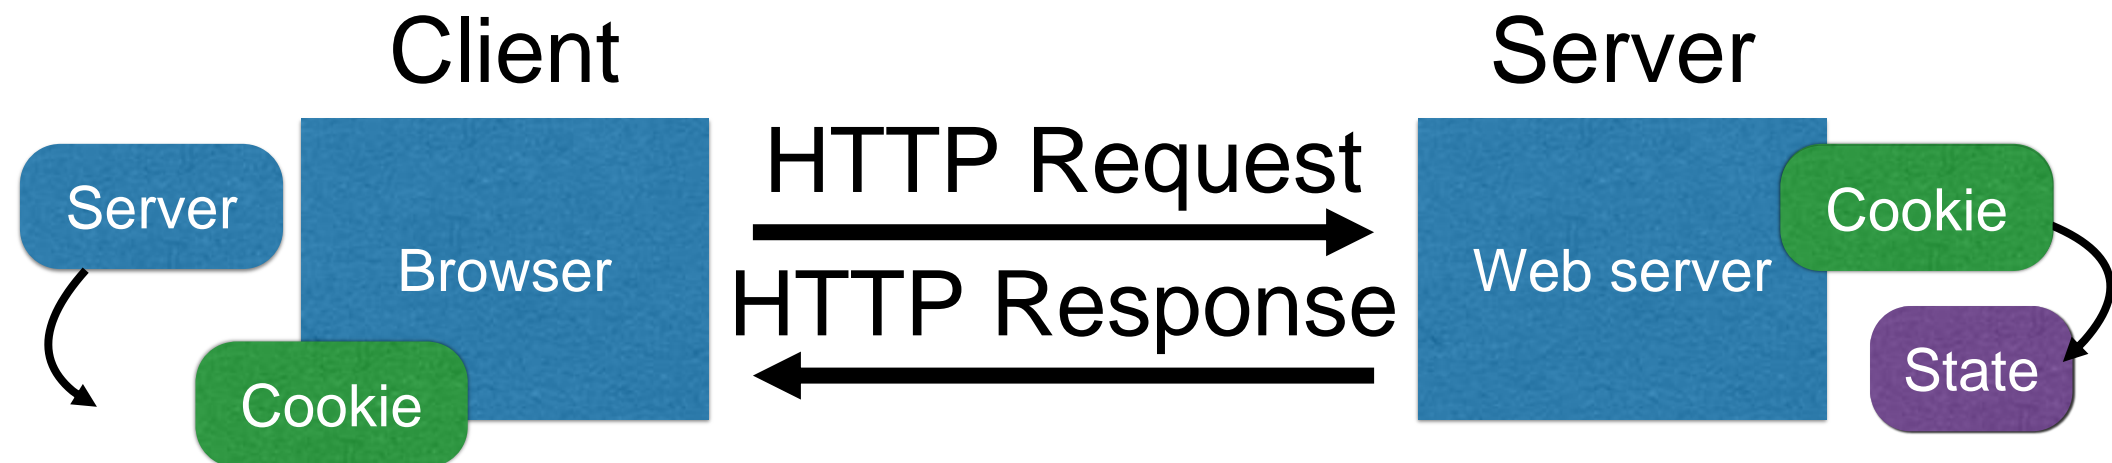 Client
Server
HTTP Request
Server
Cookie
Browser
Web server
HTTP Response
State
Cookie